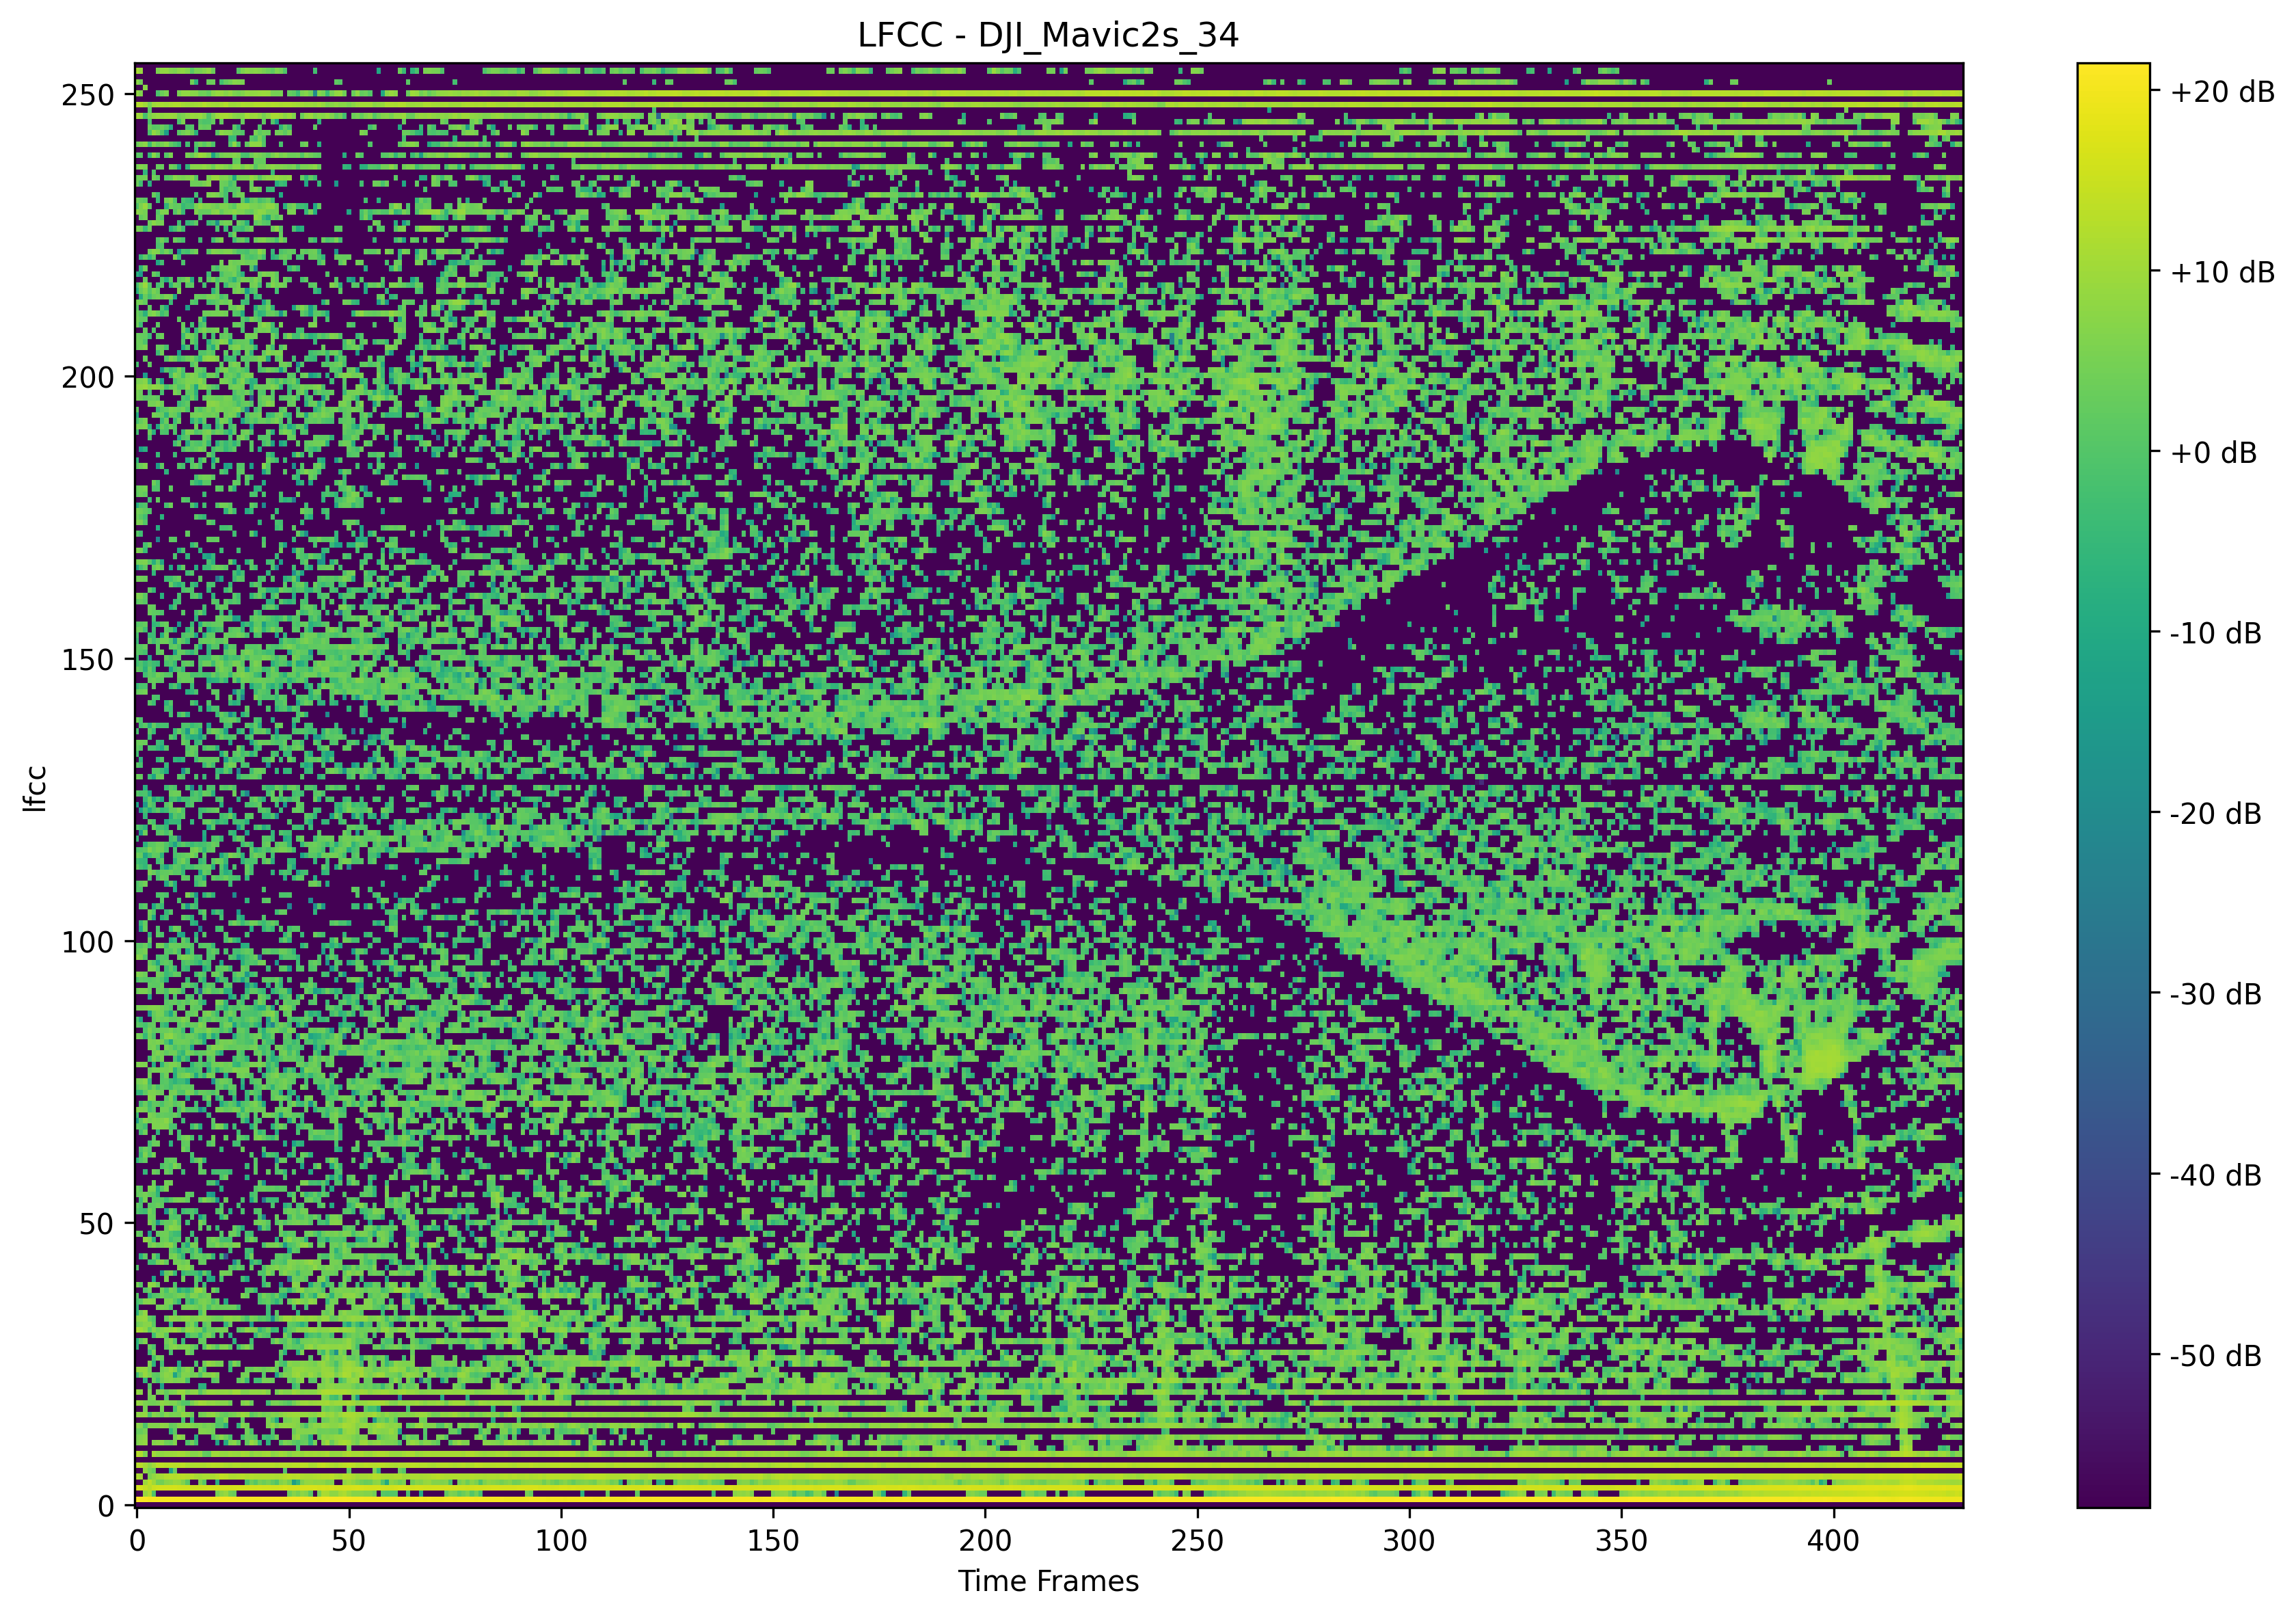 LFCC - DJI_Mavic2s_34
250
200
150
100
50
0
lfcc
0 50 100 150 200 250 300 350 400
Time Frames
+20 dB
+10 dB
+0 dB
-10 dB
-20 dB
-30 dB
-40 dB
-50 dB